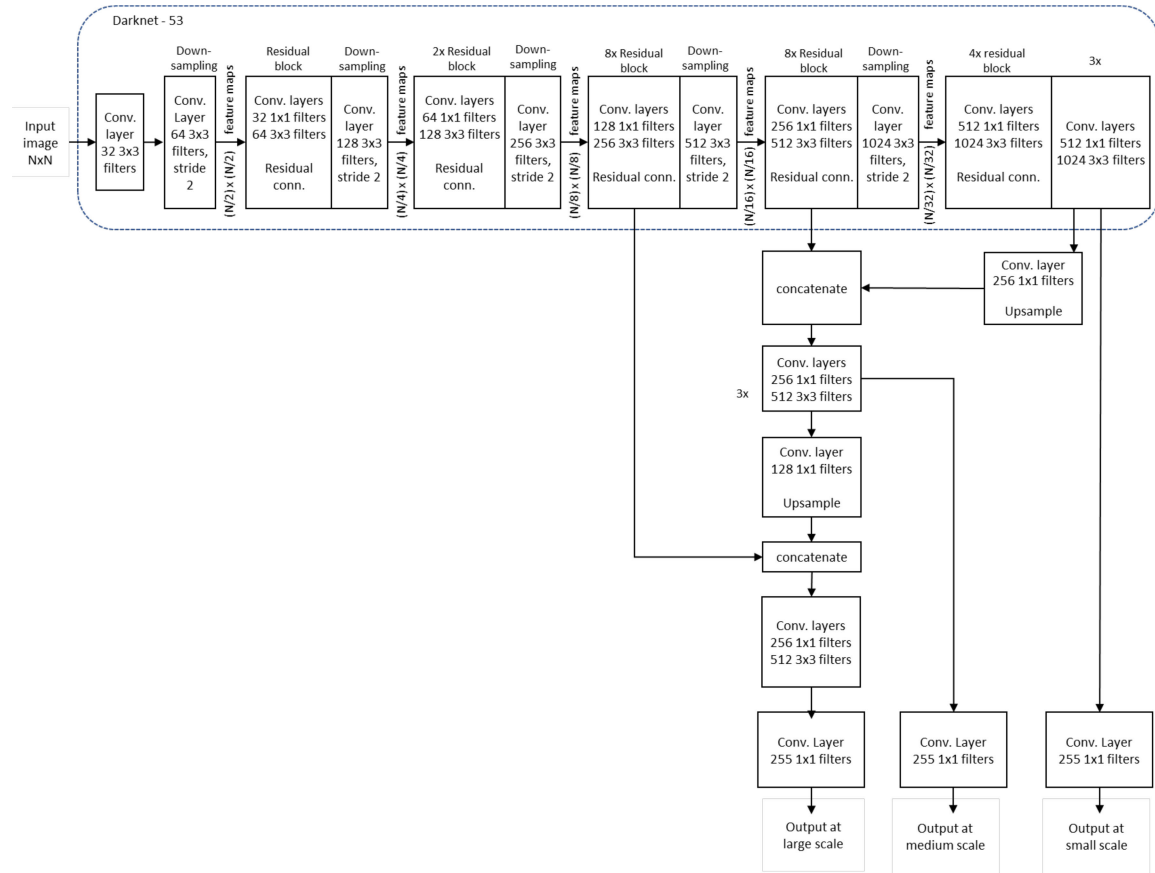 Darknet - 53
Input
image
NxN
Conv.
layer
32 3x3
filters
Down-
sampling
Conv.
Layer
64 3x3
filters,
stride
2
(N/2) x (N/2) feature maps
Residual
block
Conv. layers
32 1x1 filters
64 3x3 filters
Residual
conn.
Down-
sampling
Conv.
layer
128 3x3
filters,
stride 2
(N/4) x (N/4) feature maps
2x Residual
block
Conv. layers
64 1x1 filters
128 3x3 filters
Residual
conn.
Down-
sampling
Conv.
layer
256 3x3
filters,
stride 2
(N/8) x (N/8) feature maps
8x Residual
block
Conv. layers
128 1x1 filters
256 3x3 filters
Residual conn.
Down-
sampling
Conv.
layer
512 3x3
filters,
stride 2
(N/16) x (N/16) feature maps
8x Residual
block
Conv. layers
256 1x1 filters
512 3x3 filters
Residual conn.
Down-
sampling
Conv.
layer
1024 3x3
filters,
stride 2
(N/32) x (N/32) feature maps
4x residual
block
Conv. layers
512 1x1 filters
1024 3x3 filters
Residual conn.
3x
Conv. layers
512 1x1 filters
1024 3x3 filters
concatenate
Conv. layer
256 1x1 filters
Upsample
3x
Conv. layers
256 1x1 filters
512 3x3 filters
Conv. layer
128 1x1 filters
Upsample
concatenate
Conv. layers
256 1x1 filters
512 3x3 filters
Conv. Layer
255 1x1 filters
Conv. Layer
255 1x1 filters
Conv. Layer
255 1x1 filters
Output at
large scale
Output at
medium scale
Output at
small scale